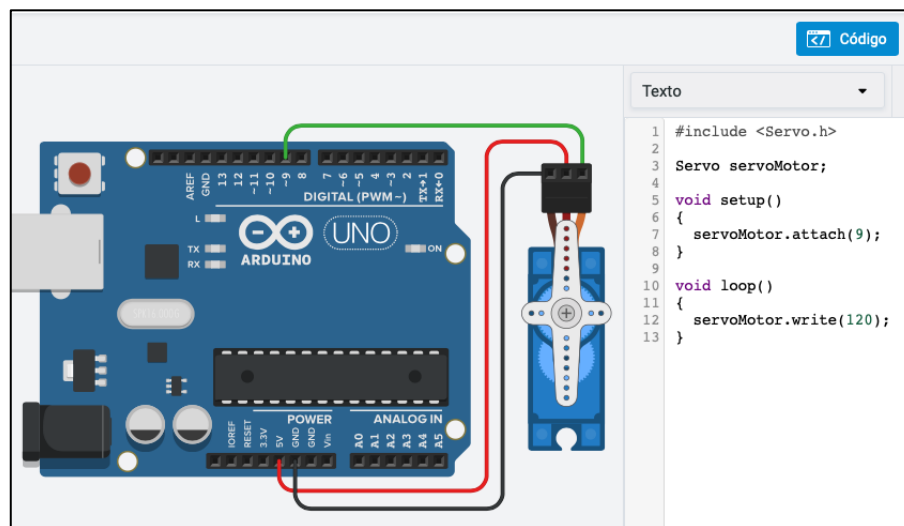 Código
Texto
1 #include <Servo.h>
2
3 Servo servoMotor;
4
5 void setup()
6 {
7 servoMotor.attach(9);
8 }
9
10 void loop()
11 {
12 servoMotor.write(120);
13 }
AREF
GND
13
12
~11
~10
~9
8
7
~6
~5
~4
~3
2
TX→1
RX←0
DIGITAL (PWM~)
L
TX
RX
ARDUINO
UNO
ON
POWER
ANALOG IN
IOREF
RESET
3.3V
5V
GND
GND
Vin
A0
A1
A2
A3
A4
A5